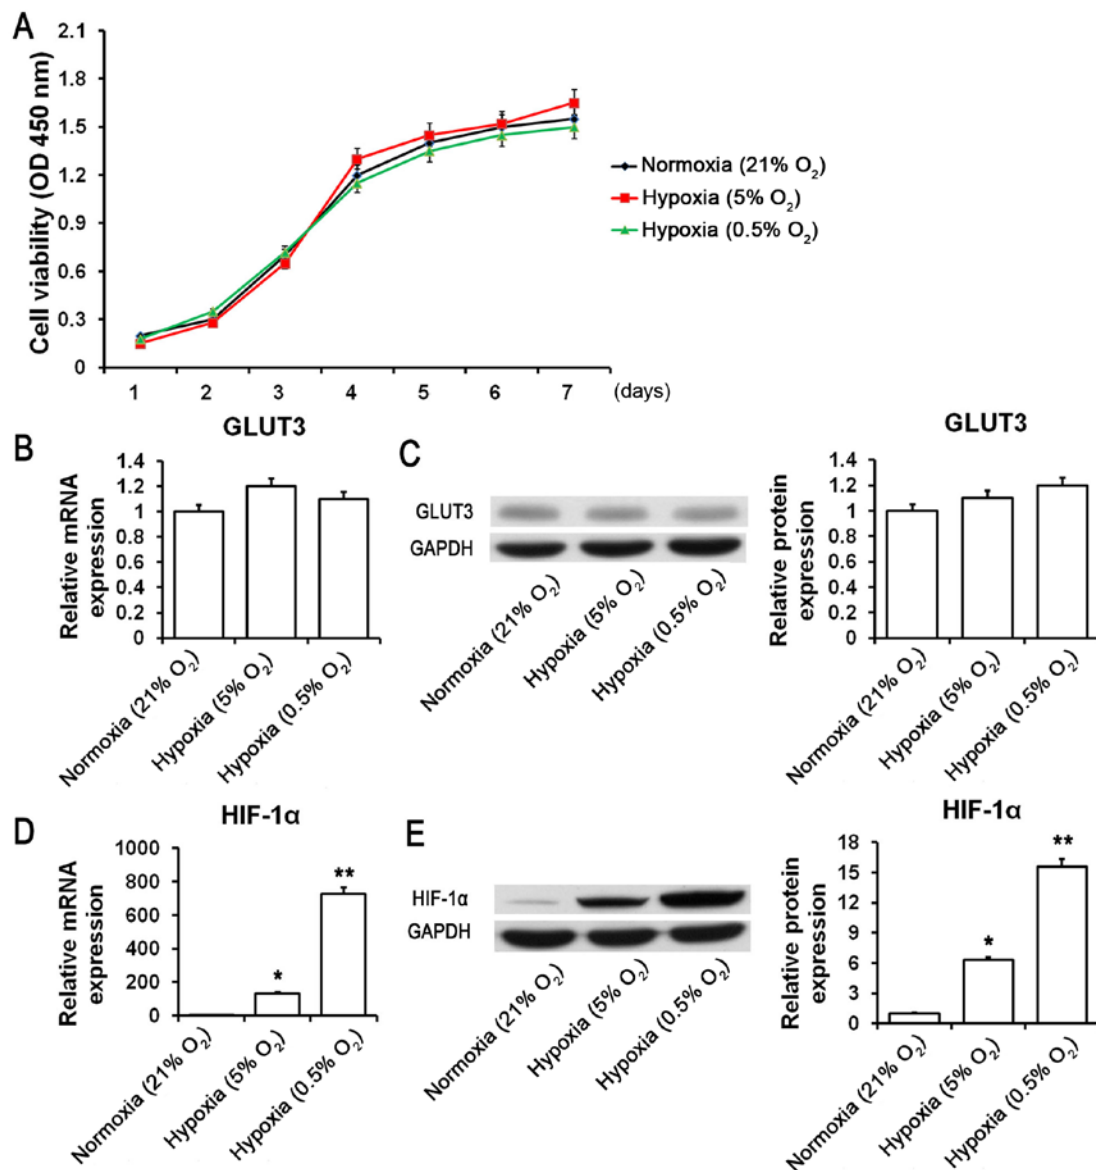 A
Cell viability (OD 450 nm)
2.1
1.8
1.5
1.2
0.9
0.6
0.3
0
1 2 3 4 5 6 7 (days)
Normoxia (21% O₂)
Hypoxia (5% O₂)
Hypoxia (0.5% O₂)
B
GLUT3
Relative mRNA
expression
1.4
1.2
1
0.8
0.6
0.4
0.2
0
Normoxia (21% O₂)
Hypoxia (5% O₂)
Hypoxia (0.5% O₂)
C
GLUT3
GAPDH
Normoxia (21% O₂)
Hypoxia (5% O₂)
Hypoxia (0.5% O₂)
GLUT3
Relative protein
expression
1.4
1.2
1
0.8
0.6
0.4
0.2
0
Normoxia (21% O₂)
Hypoxia (5% O₂)
Hypoxia (0.5% O₂)
D
HIF-1α
Relative mRNA
expression
1000
800
600
400
200
0
*
**
Normoxia (21% O₂)
Hypoxia (5% O₂)
Hypoxia (0.5% O₂)
E
HIF-1α
GAPDH
Normoxia (21% O₂)
Hypoxia (5% O₂)
Hypoxia (0.5% O₂)
HIF-1α
Relative protein
expression
18
15
12
9
6
3
0
*
**
Normoxia (21% O₂)
Hypoxia (5% O₂)
Hypoxia (0.5% O₂)